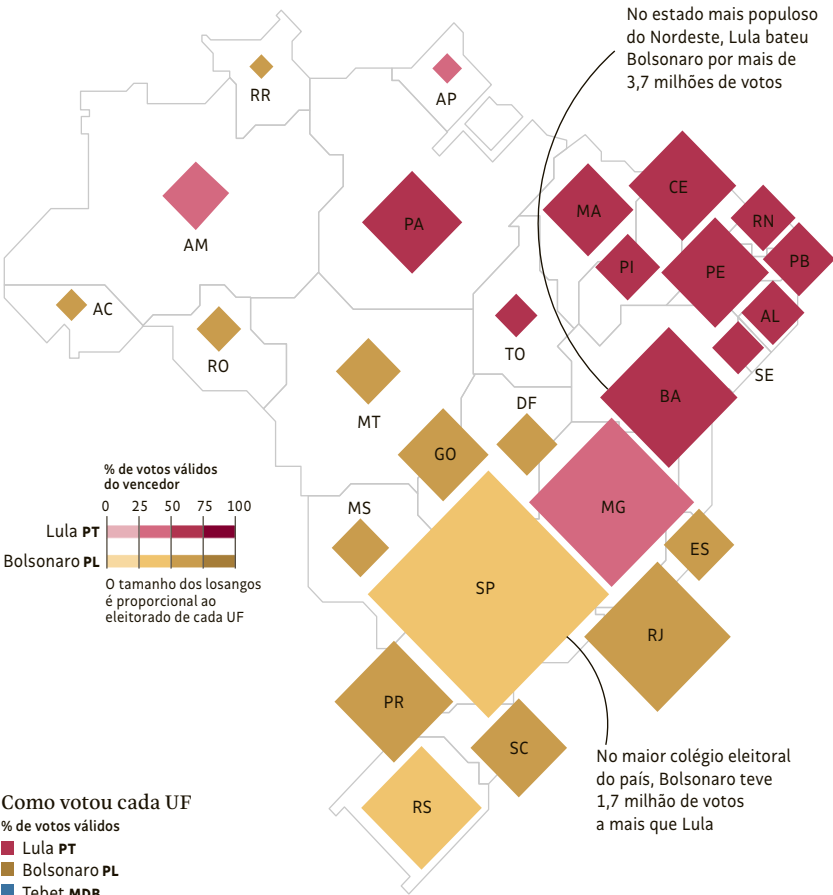 No estado mais populoso
do Nordeste, Lula bateu
Bolsonaro por mais de
3,7 milhões de votos
RR
AP
AM
PA
MA
CE
RN
PI
PE
PB
AL
SE
AC
RO
TO
MT
DF
GO
BA
MG
MS
SP
ES
RJ
PR
SC
RS
% de votos válidos
do vencedor
0 25 50 75 100
Lula PT
Bolsonaro PL
O tamanho dos losangos
é proporcional ao
eleitorado de cada UF
No maior colégio eleitoral
do país, Bolsonaro teve
1,7 milhão de votos
a mais que Lula
Como votou cada UF
% de votos válidos
Lula PT
Bolsonaro PL
Tebet MDB